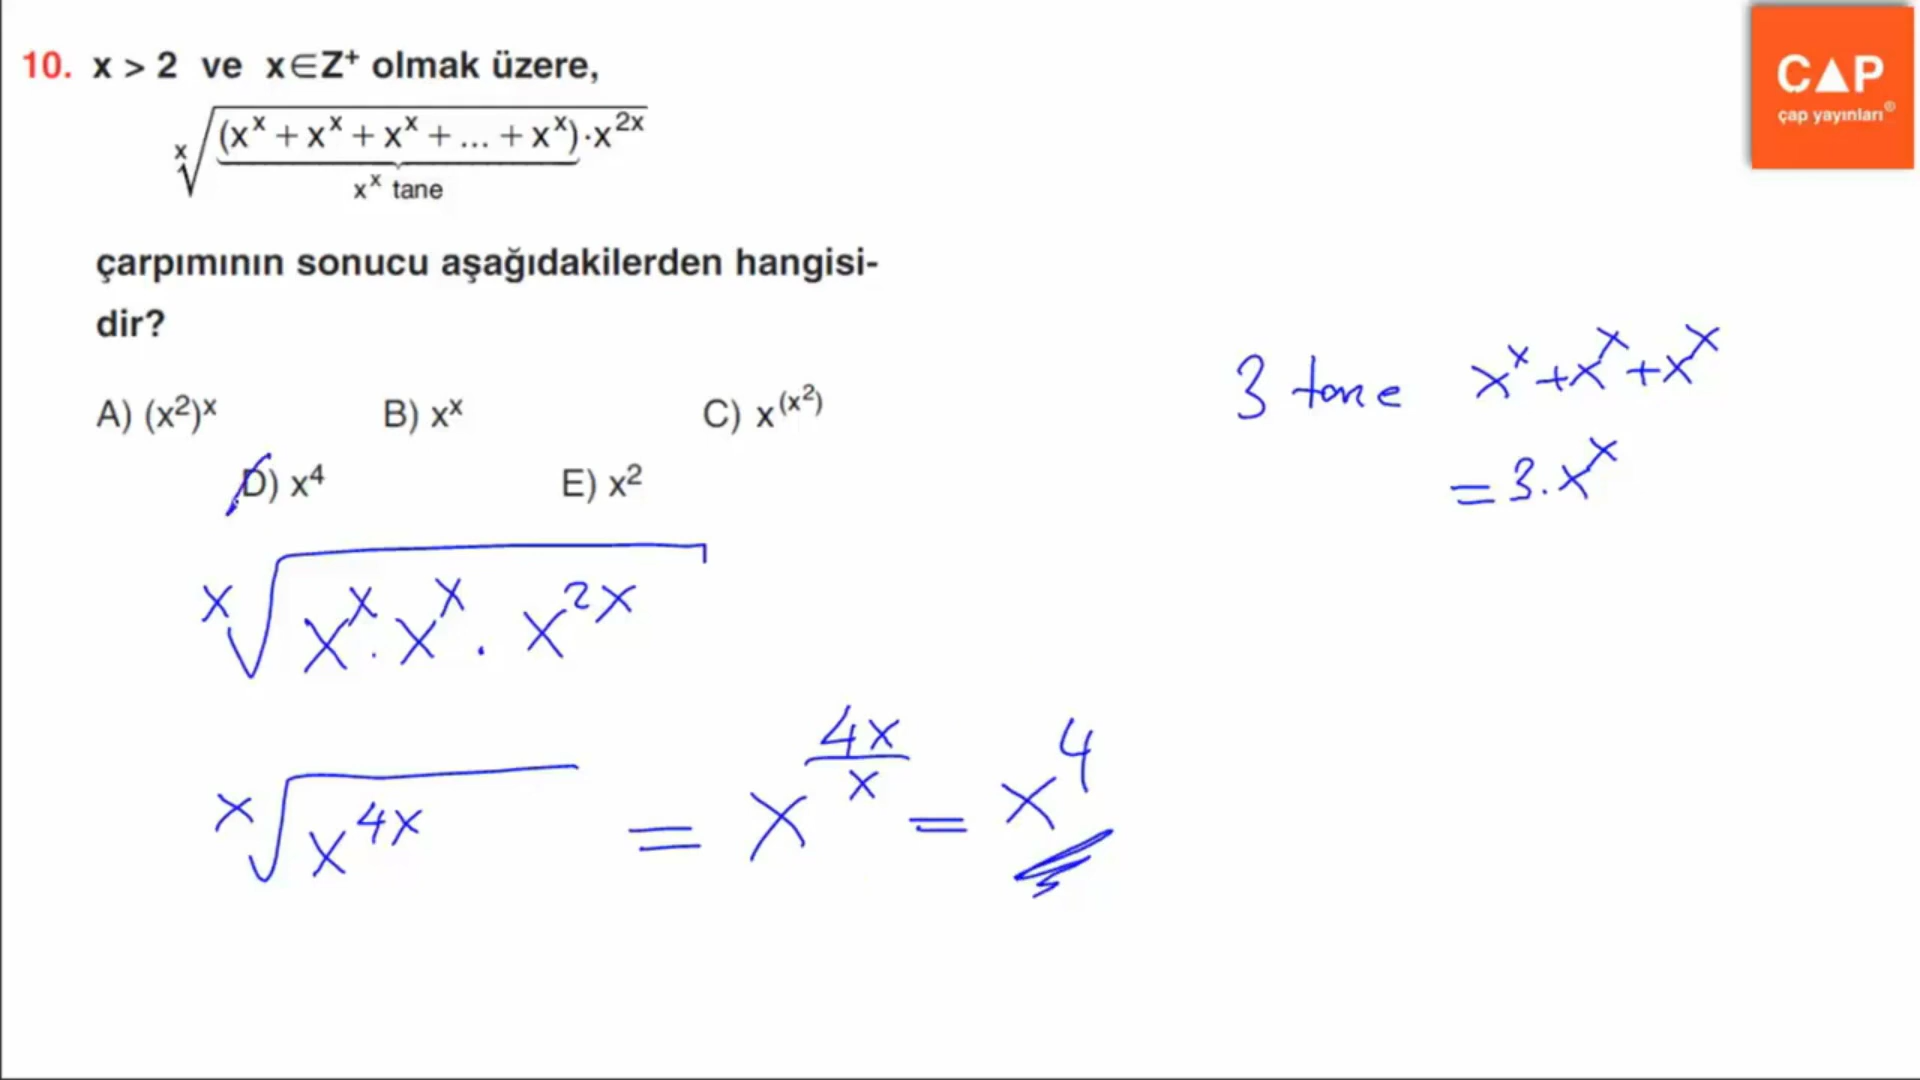 10. x > 2 ve x∈Z⁺ olmak üzere,
ˣ√((xˣ + xˣ + xˣ + ... + xˣ)·x²ˣ)
xˣ tane
çarpımının sonucu aşağıdakilerden hangisi-
dir?
A) (x²)ˣ B) xˣ C) x^(x²)
D) x⁴ E) x²
3 tane xˣ+xˣ+xˣ
= 3.xˣ
ˣ√(xˣ.xˣ.x²ˣ)
ˣ√(x⁴ˣ) = x^(4x/x) = x⁴
ÇAP
çap yayınları®